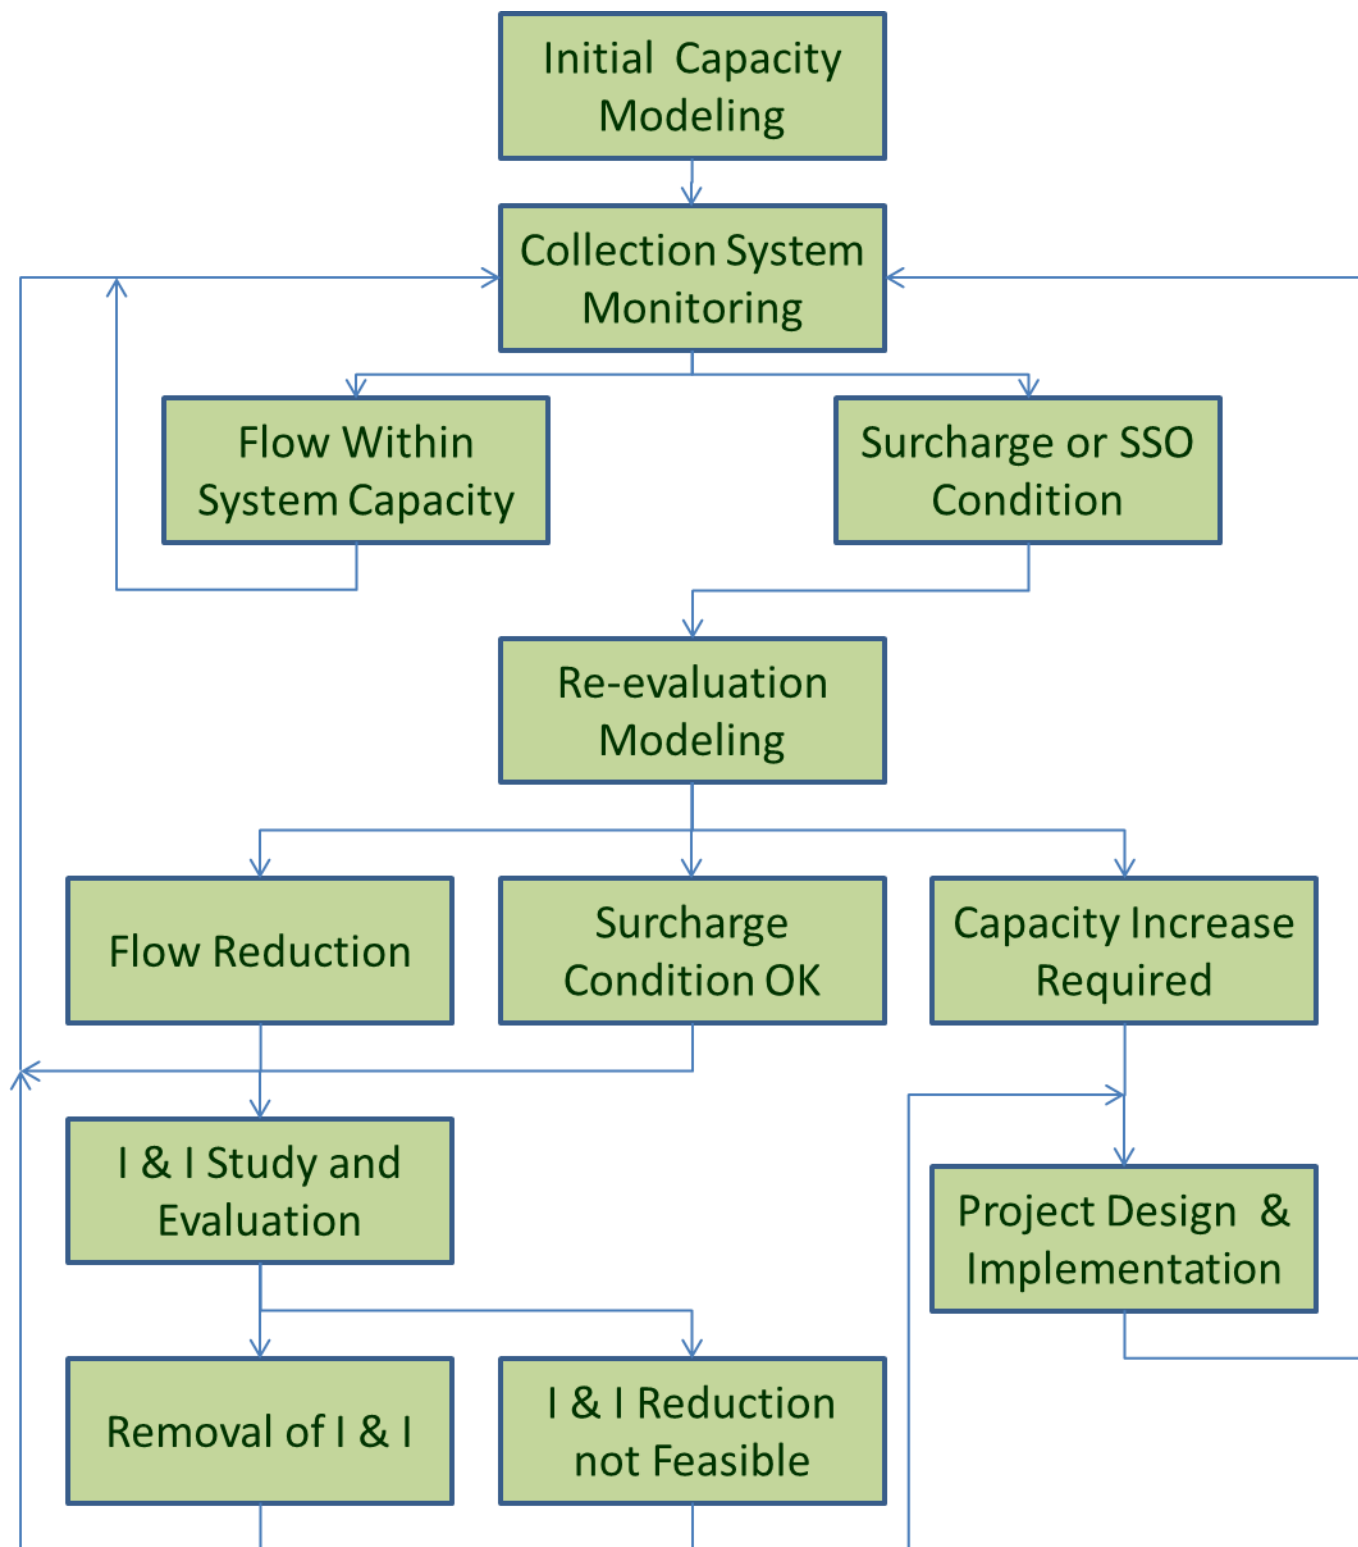 Initial  Capacity
Modeling
Collection System
Monitoring
Flow Within
System Capacity
Surcharge or SSO
Condition
Re-evaluation
Modeling
Flow Reduction
Surcharge
Condition OK
Capacity Increase
Required
I & I Study and
Evaluation
Project Design  &
Implementation
Removal of I & I
I & I Reduction
not Feasible